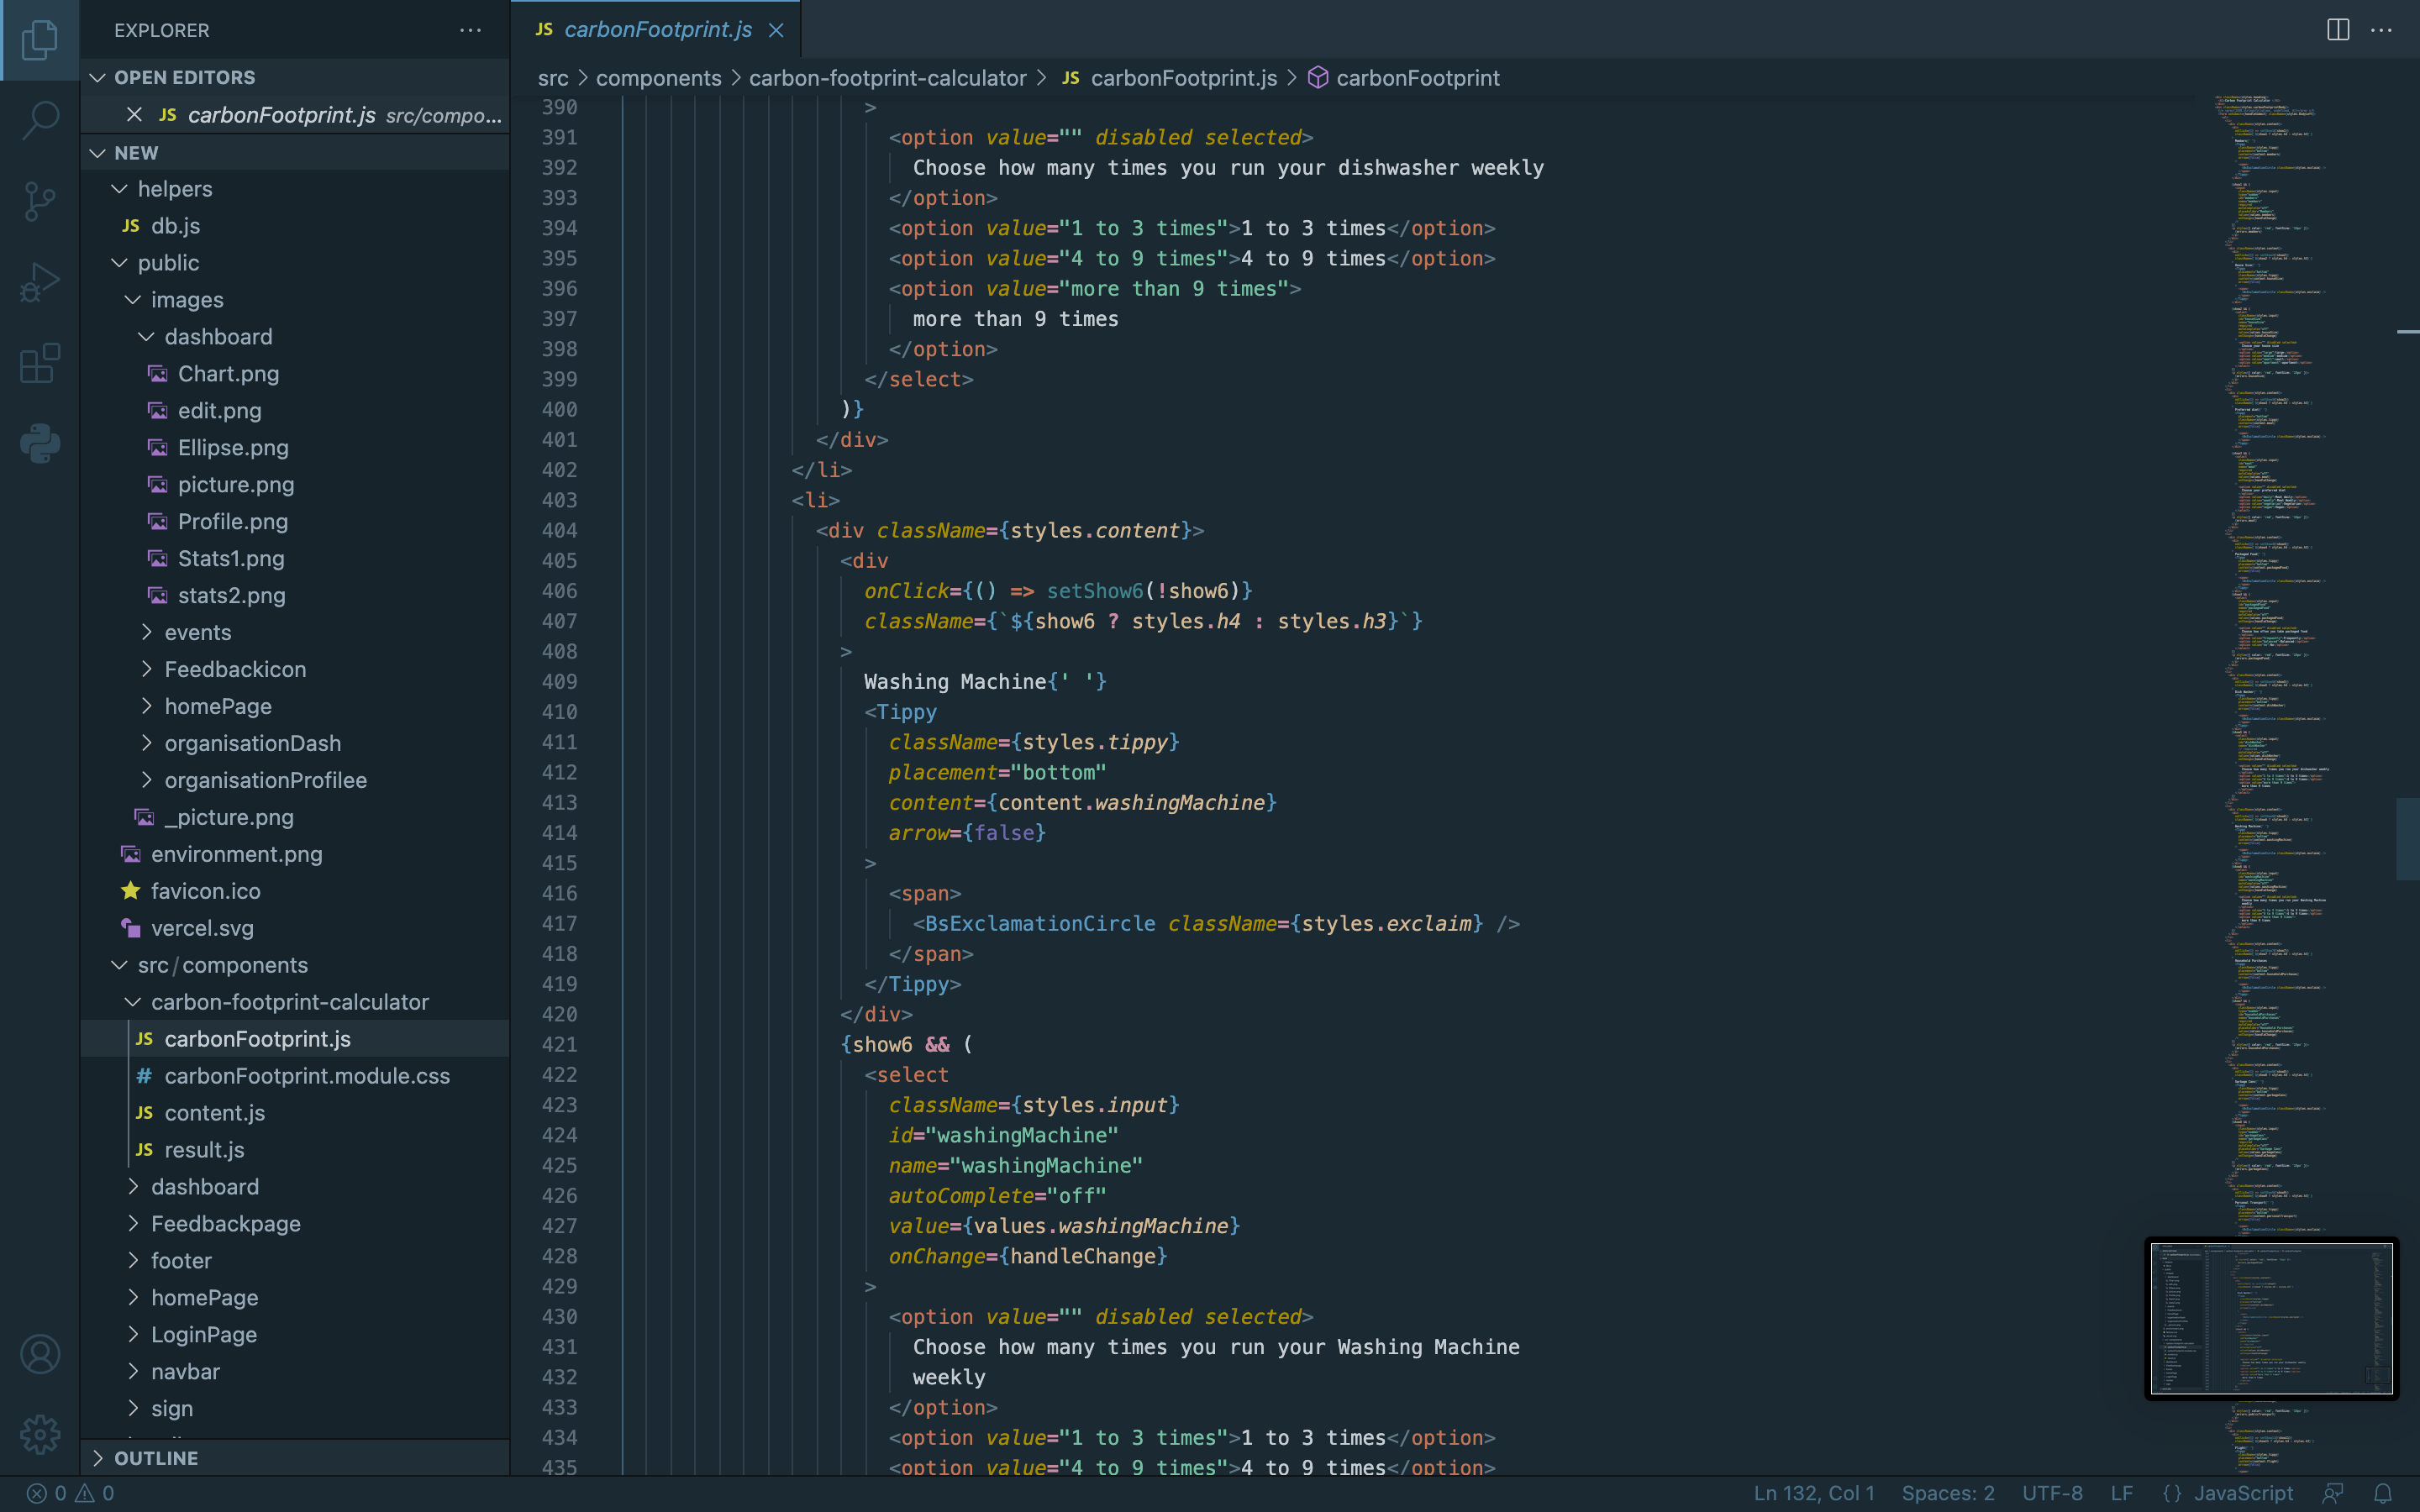 EXPLORER
OPEN EDITORS
JS carbonFootprint.js src/compo...
NEW
helpers
JS db.js
public
images
dashboard
Chart.png
edit.png
Ellipse.png
picture.png
Profile.png
Stats1.png
stats2.png
events
Feedbackicon
homePage
organisationDash
organisationProfilee
_picture.png
environment.png
favicon.ico
vercel.svg
src/components
carbon-footprint-calculator
JS carbonFootprint.js
# carbonFootprint.module.css
JS content.js
JS result.js
dashboard
Feedbackpage
footer
homePage
LoginPage
navbar
sign
OUTLINE
JS carbonFootprint.js
src > components > carbon-footprint-calculator > JS carbonFootprint.js > carbonFootprint
390 >
391 <option value="" disabled selected>
392 Choose how many times you run your dishwasher weekly
393 </option>
394 <option value="1 to 3 times">1 to 3 times</option>
395 <option value="4 to 9 times">4 to 9 times</option>
396 <option value="more than 9 times">
397 more than 9 times
398 </option>
399 </select>
400 )}
401 </div>
402 </li>
403 <li>
404 <div className={styles.content}>
405 <div
406 onClick={() => setShow6(!show6)}
407 className={`${show6 ? styles.h4 : styles.h3}`}
408 >
409 Washing Machine{' '}
410 <Tippy
411 className={styles.tippy}
412 placement="bottom"
413 content={content.washingMachine}
414 arrow={false}
415 >
416 <span>
417 <BsExclamationCircle className={styles.exclaim} />
418 </span>
419 </Tippy>
420 </div>
421 {show6 && (
422 <select
423 className={styles.input}
424 id="washingMachine"
425 name="washingMachine"
426 autoComplete="off"
427 value={values.washingMachine}
428 onChange={handleChange}
429 >
430 <option value="" disabled selected>
431 Choose how many times you run your Washing Machine
432 weekly
433 </option>
434 <option value="1 to 3 times">1 to 3 times</option>
435 <option value="4 to 9 times">4 to 9 times</option>
0 0
Ln 132, Col 1 Spaces: 2 UTF-8 LF {} JavaScript